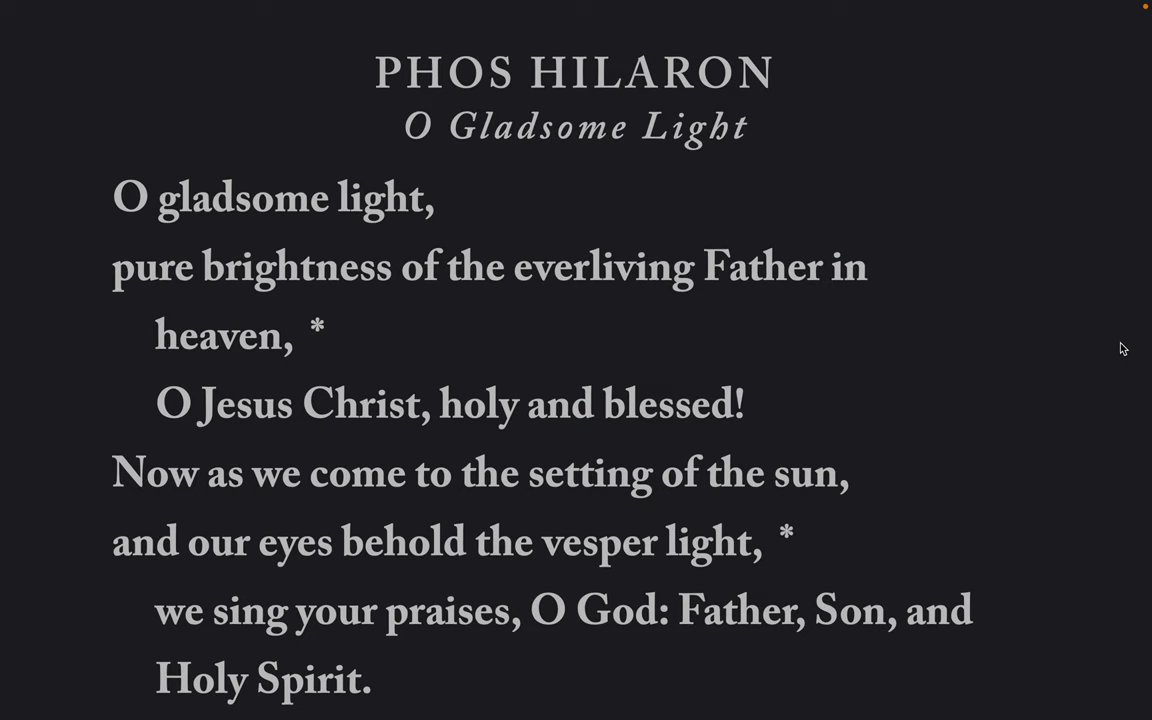 PHOS HILARON
O Gladsome Light
O gladsome light,
pure brightness of the everliving Father in
heaven, *
O Jesus Christ, holy and blessed!
Now as we come to the setting of the sun,
and our eyes behold the vesper light, *
we sing your praises, O God: Father, Son, and
Holy Spirit.